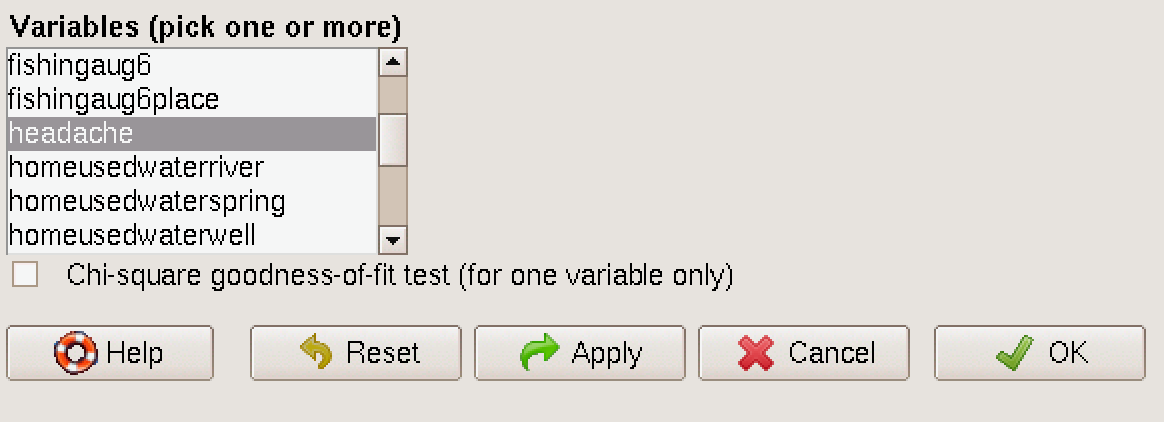 Variables (pick one or more)
fishingaug6
fishingaug6place
headache
homeusedwaterriver
homeusedwaterspring
homeusedwaterwell
Chi-square goodness-of-fit test (for one variable only)
Help Reset Apply Cancel OK